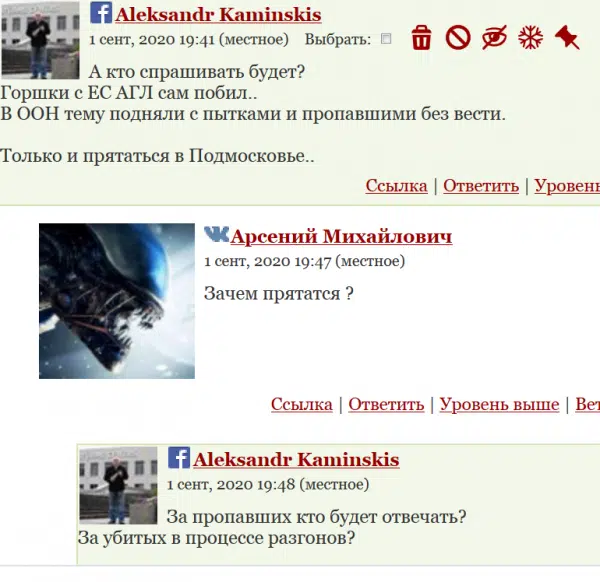 Aleksandr Kaminskis
1 сент, 2020 19:41 (местное) Выбрать:
А кто спрашивать будет?
Горшки с ЕС АГЛ сам побил..
В ООН тему подняли с пытками и пропавшими без вести.
Только и прятаться в Подмосковье..
Ссылка | Ответить | Уровень
Арсений Михайлович
1 сент, 2020 19:47 (местное)
Зачем прятатся ?
Ссылка | Ответить | Уровень выше | Вет
Aleksandr Kaminskis
1 сент, 2020 19:48 (местное)
За пропавших кто будет отвечать?
За убитых в процессе разгонов?